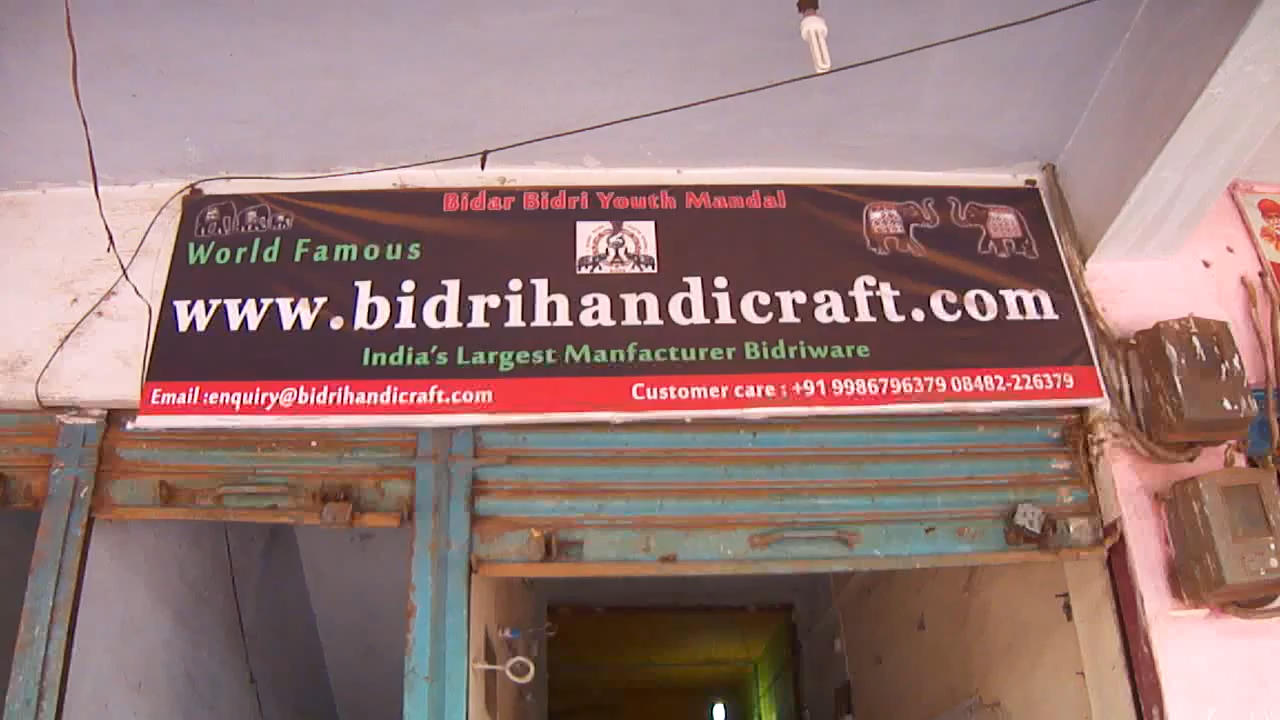 Bidar Bidri Youth Mandal
World Famous
www.bidrihandicraft.com
India's Largest Manfacturer Bidriware
Email :enquiry@bidrihandicraft.com
Customer care : +91 9986796379 08482-226379